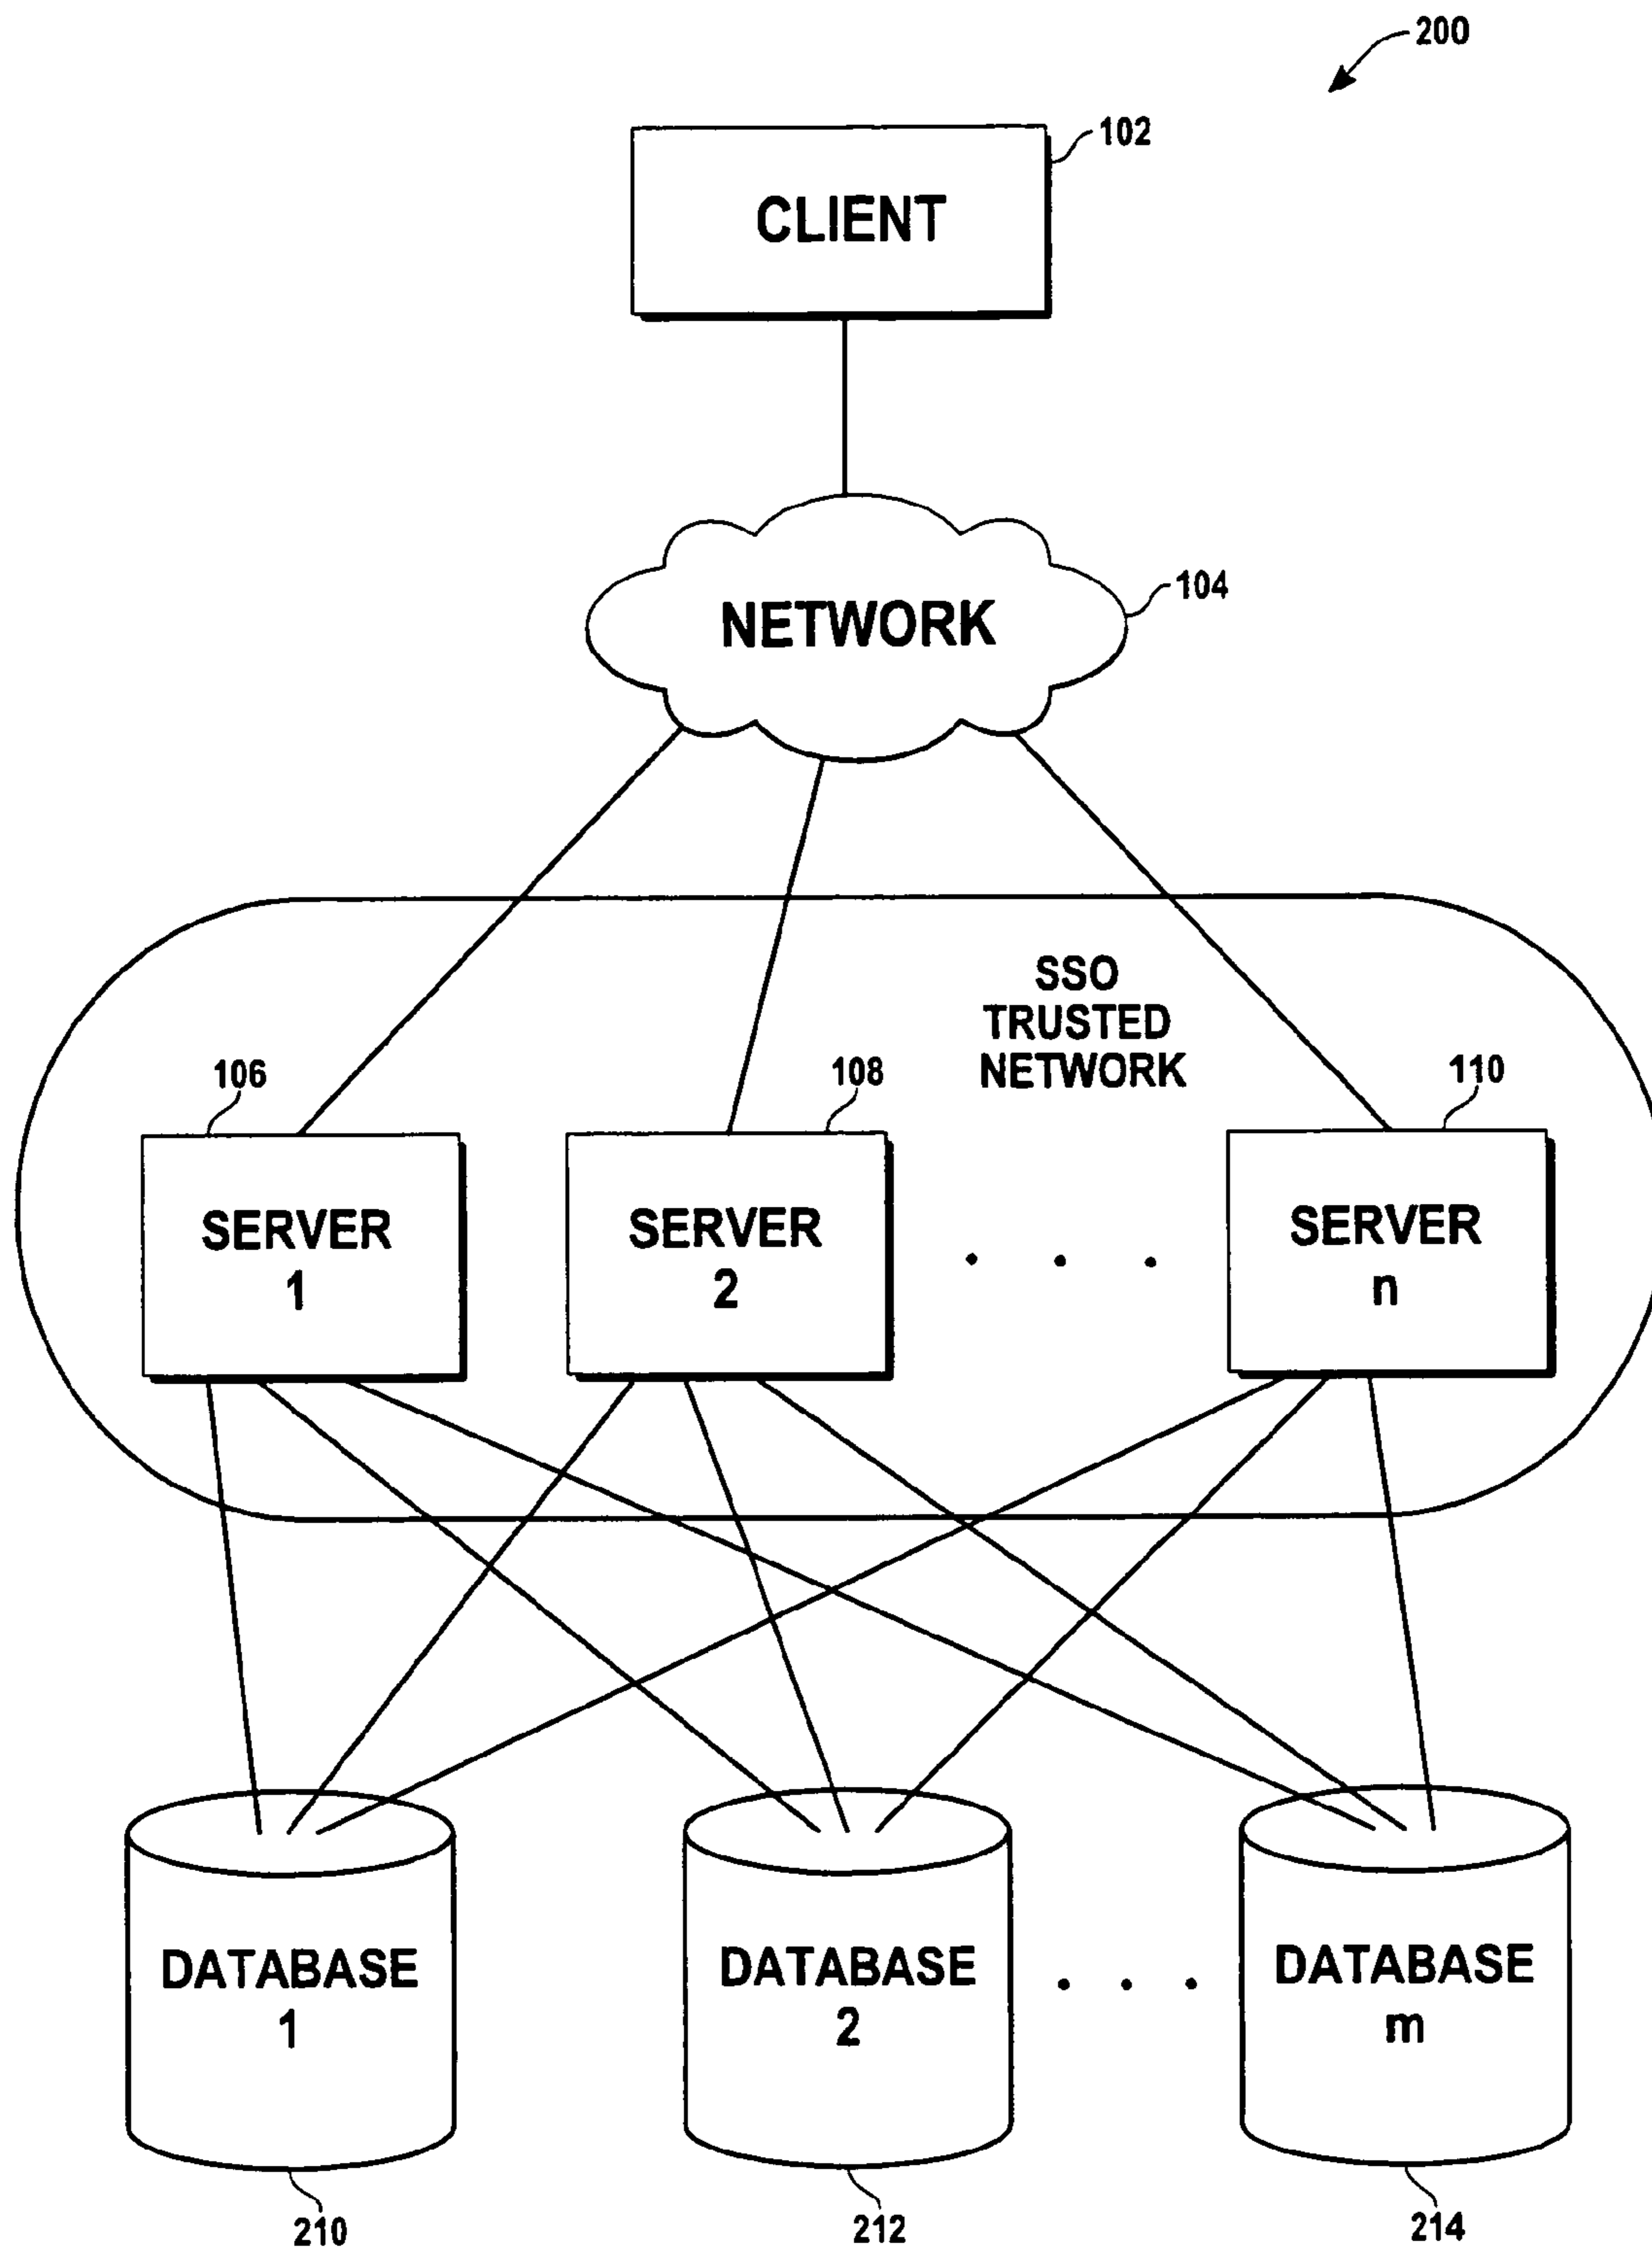 200
102
CLIENT
104
NETWORK
SSO
TRUSTED
NETWORK
106
108
110
SERVER
1
SERVER
2
. . .
SERVER
n
DATABASE
1
DATABASE
2
. . .
DATABASE
m
210
212
214